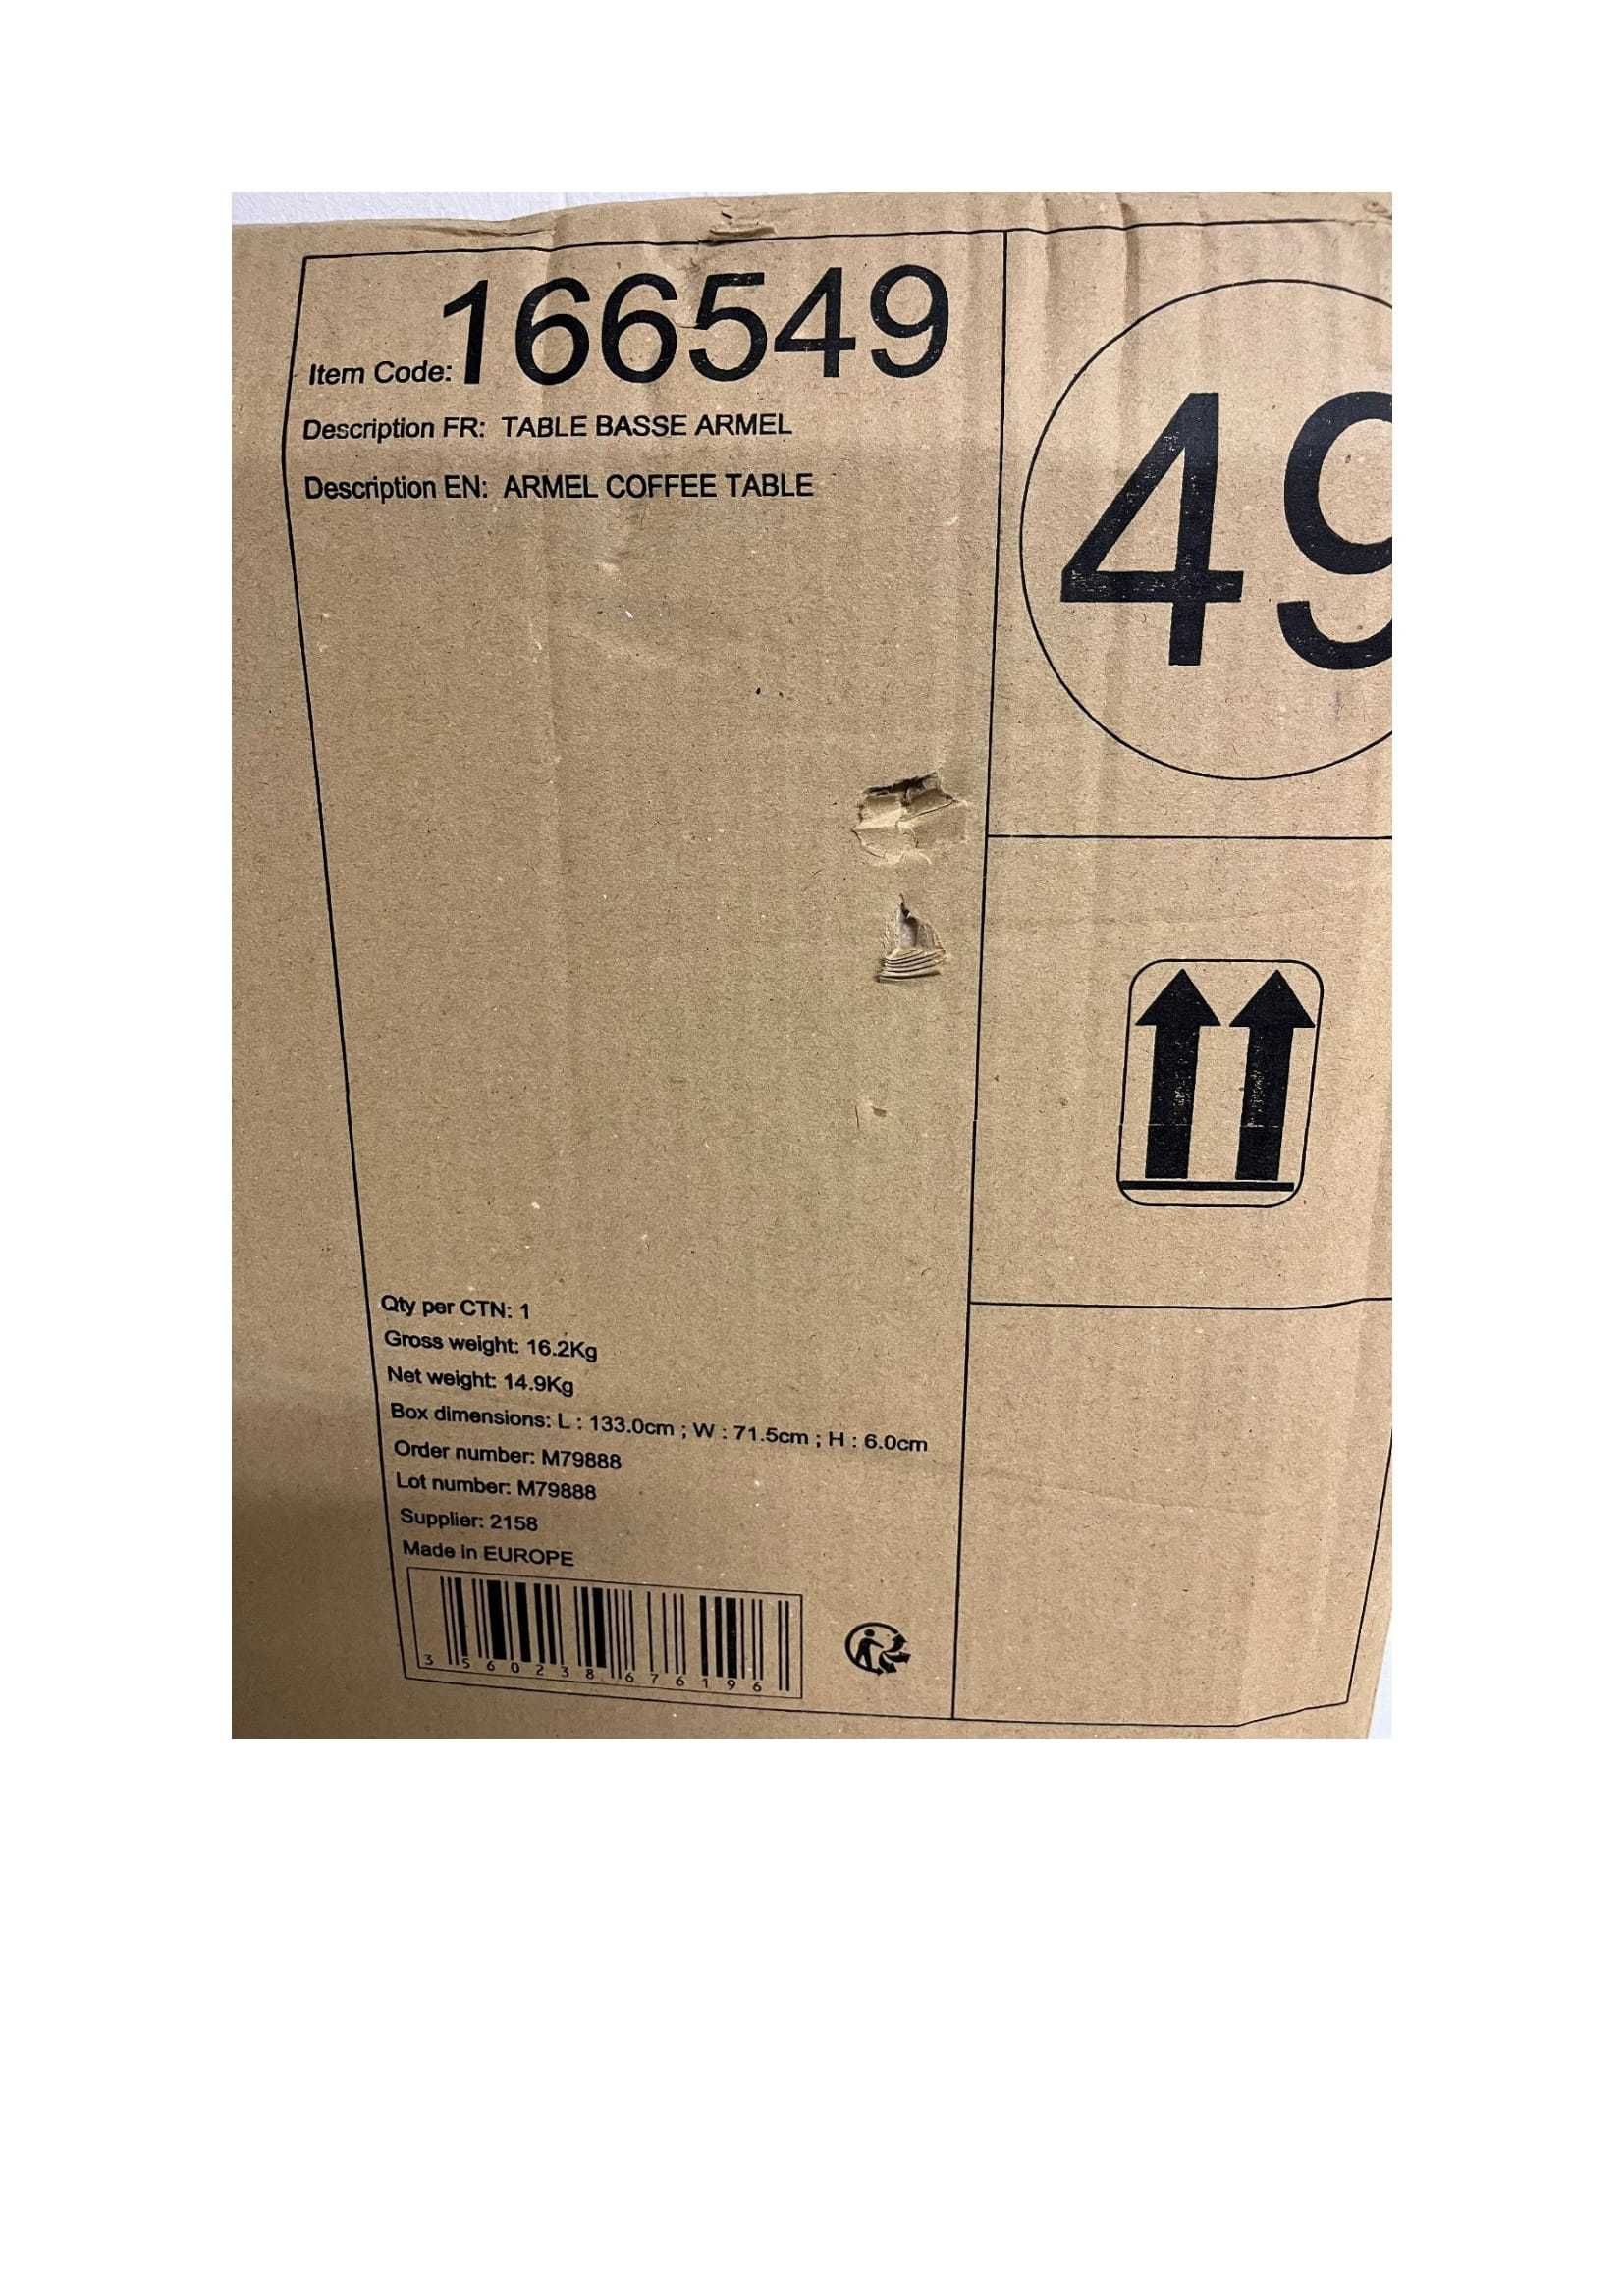 Item Code: 166549
Description FR: TABLE BASSE ARMEL
Description EN: ARMEL COFFEE TABLE
49
Qty per CTN: 1
Gross weight: 16.2Kg
Net weight: 14.9Kg
Box dimensions: L : 133.0cm ; W : 71.5cm ; H : 6.0cm
Order number: M79888
Lot number: M79888
Supplier: 2158
Made in EUROPE
3 560238 676196